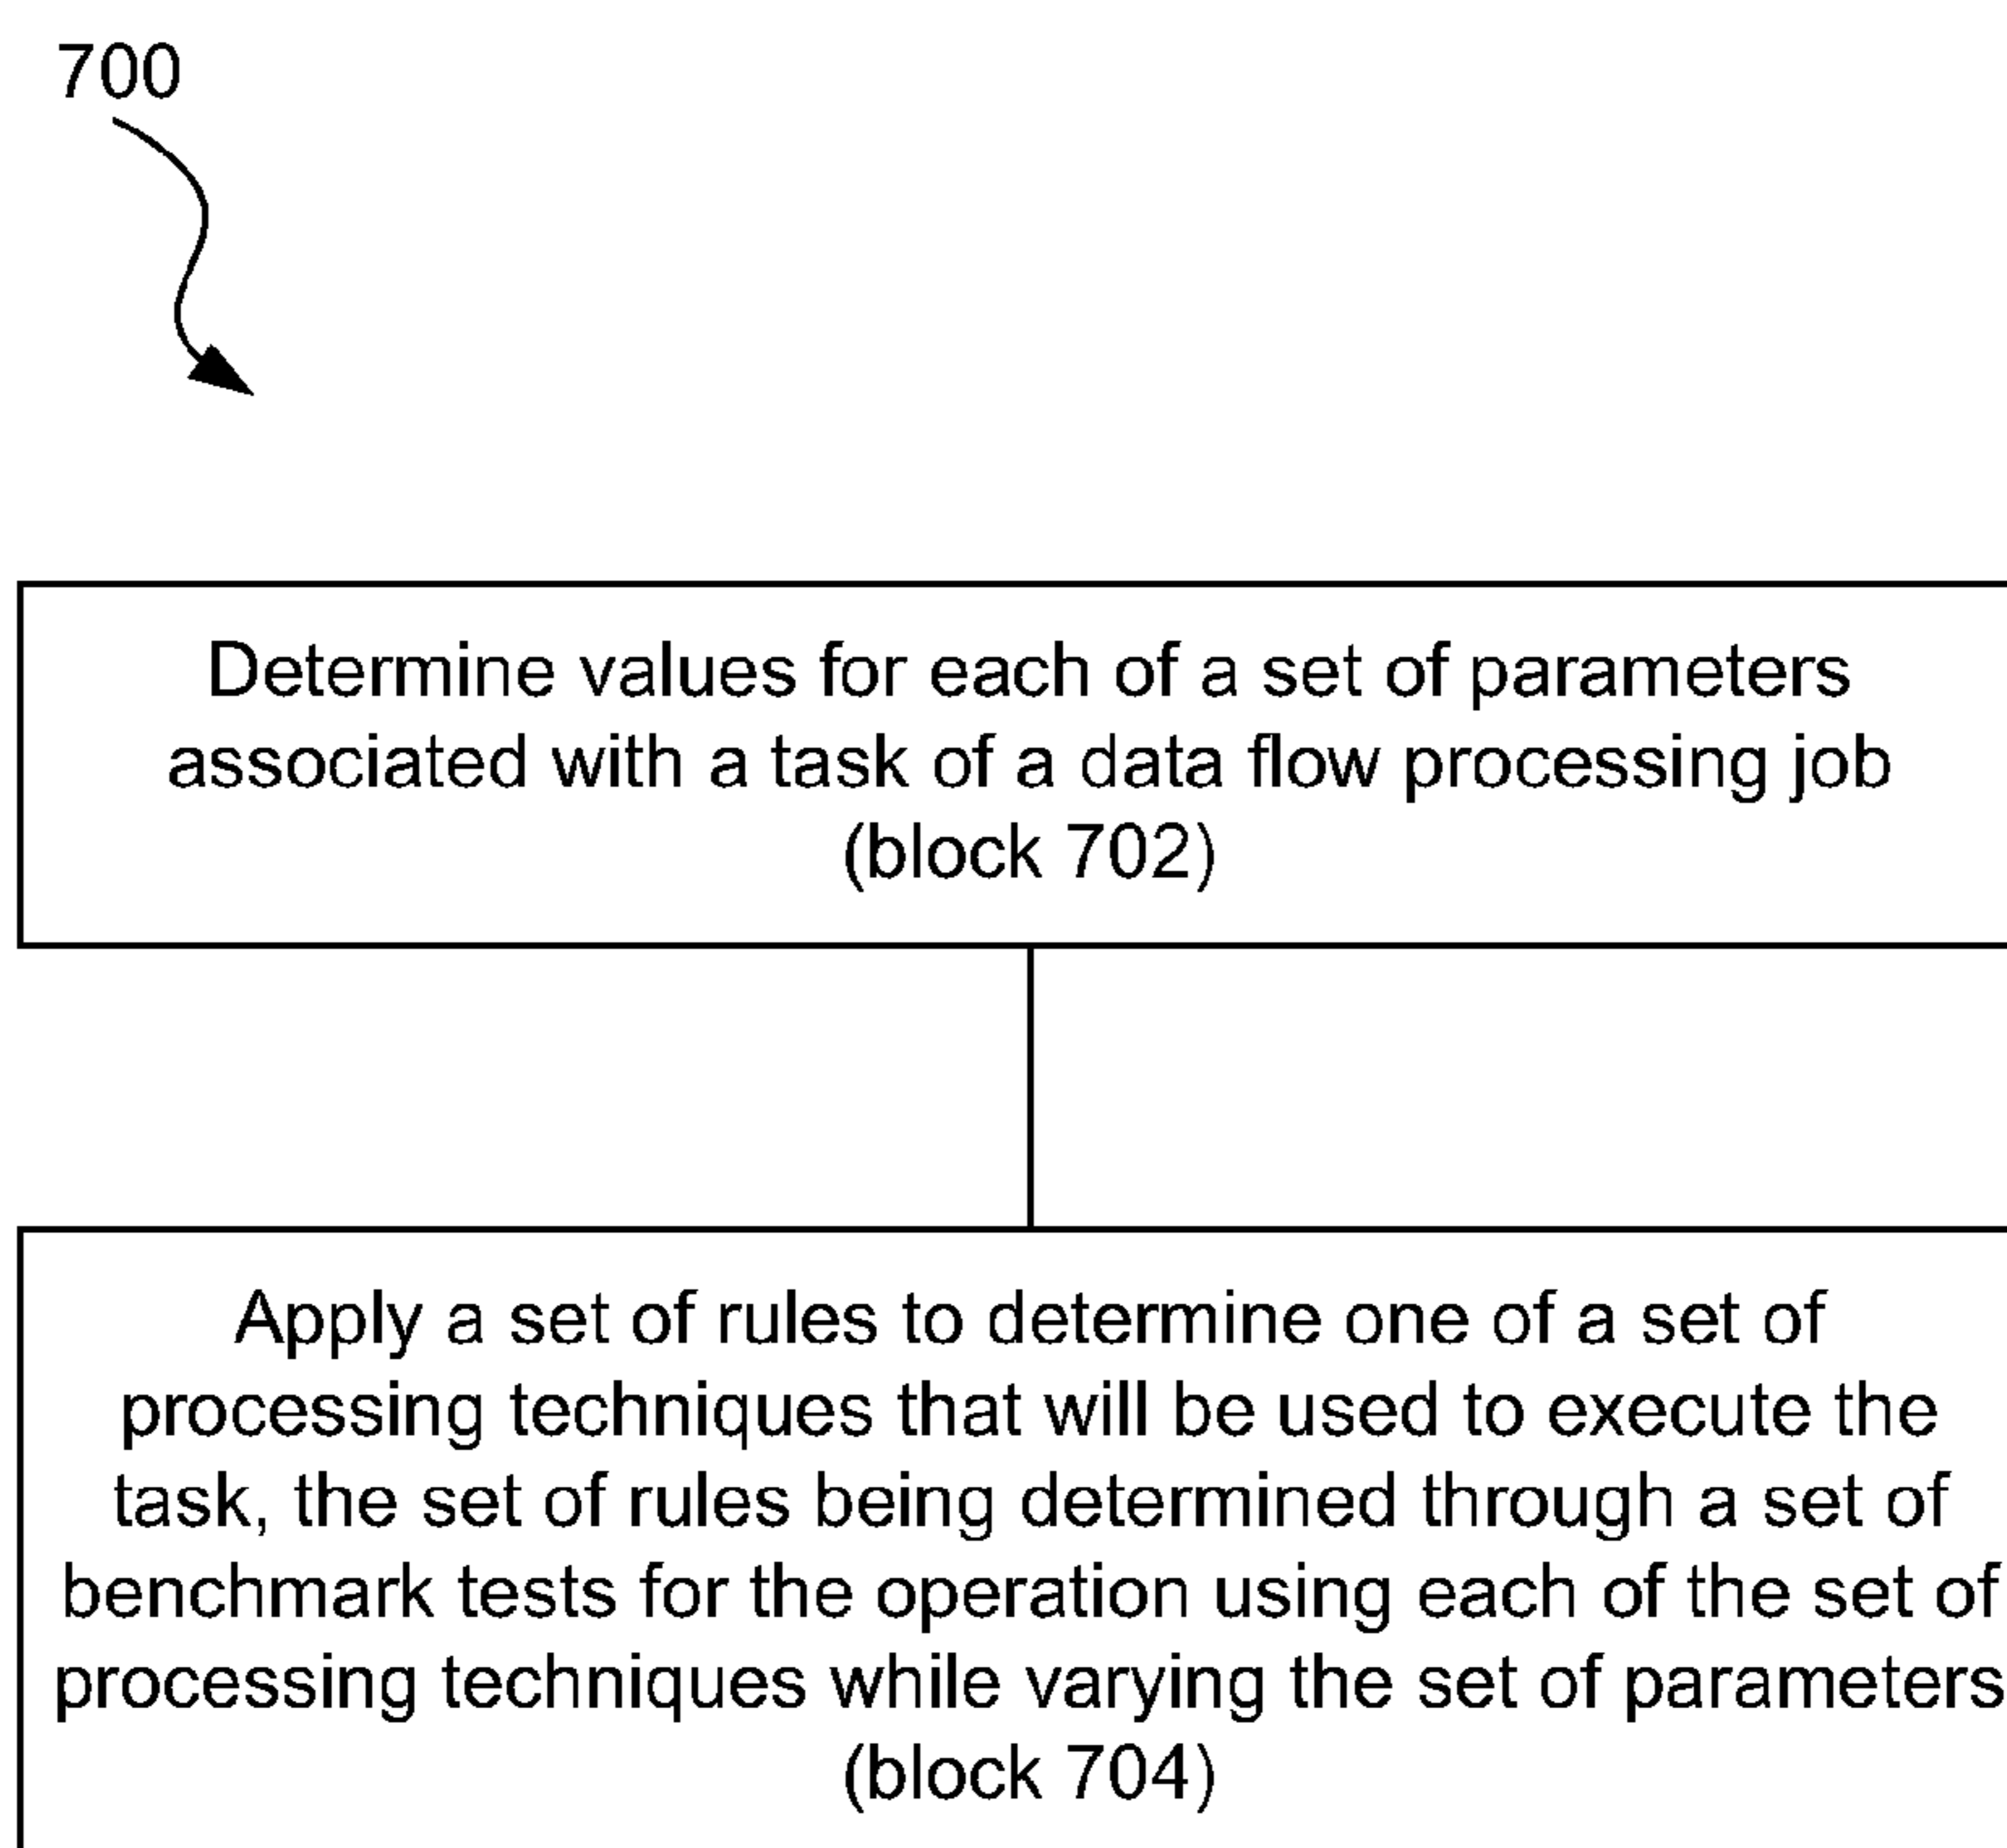 700
Determine values for each of a set of parameters
associated with a task of a data flow processing job
(block 702)
Apply a set of rules to determine one of a set of
processing techniques that will be used to execute the
task, the set of rules being determined through a set of
benchmark tests for the operation using each of the set of
processing techniques while varying the set of parameters
(block 704)